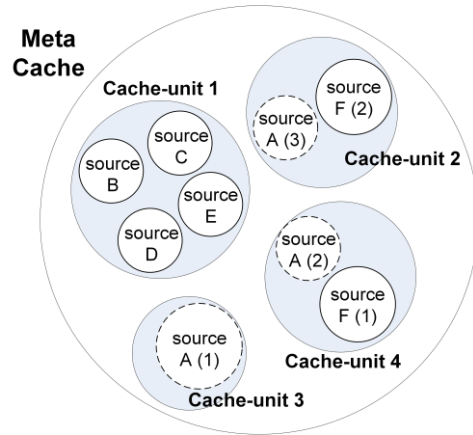 Meta
Cache
Cache-unit 1
source
B
source
C
source
E
source
D
source
A (3)
source
F (2)
Cache-unit 2
source
A (2)
source
F (1)
Cache-unit 4
source
A (1)
Cache-unit 3